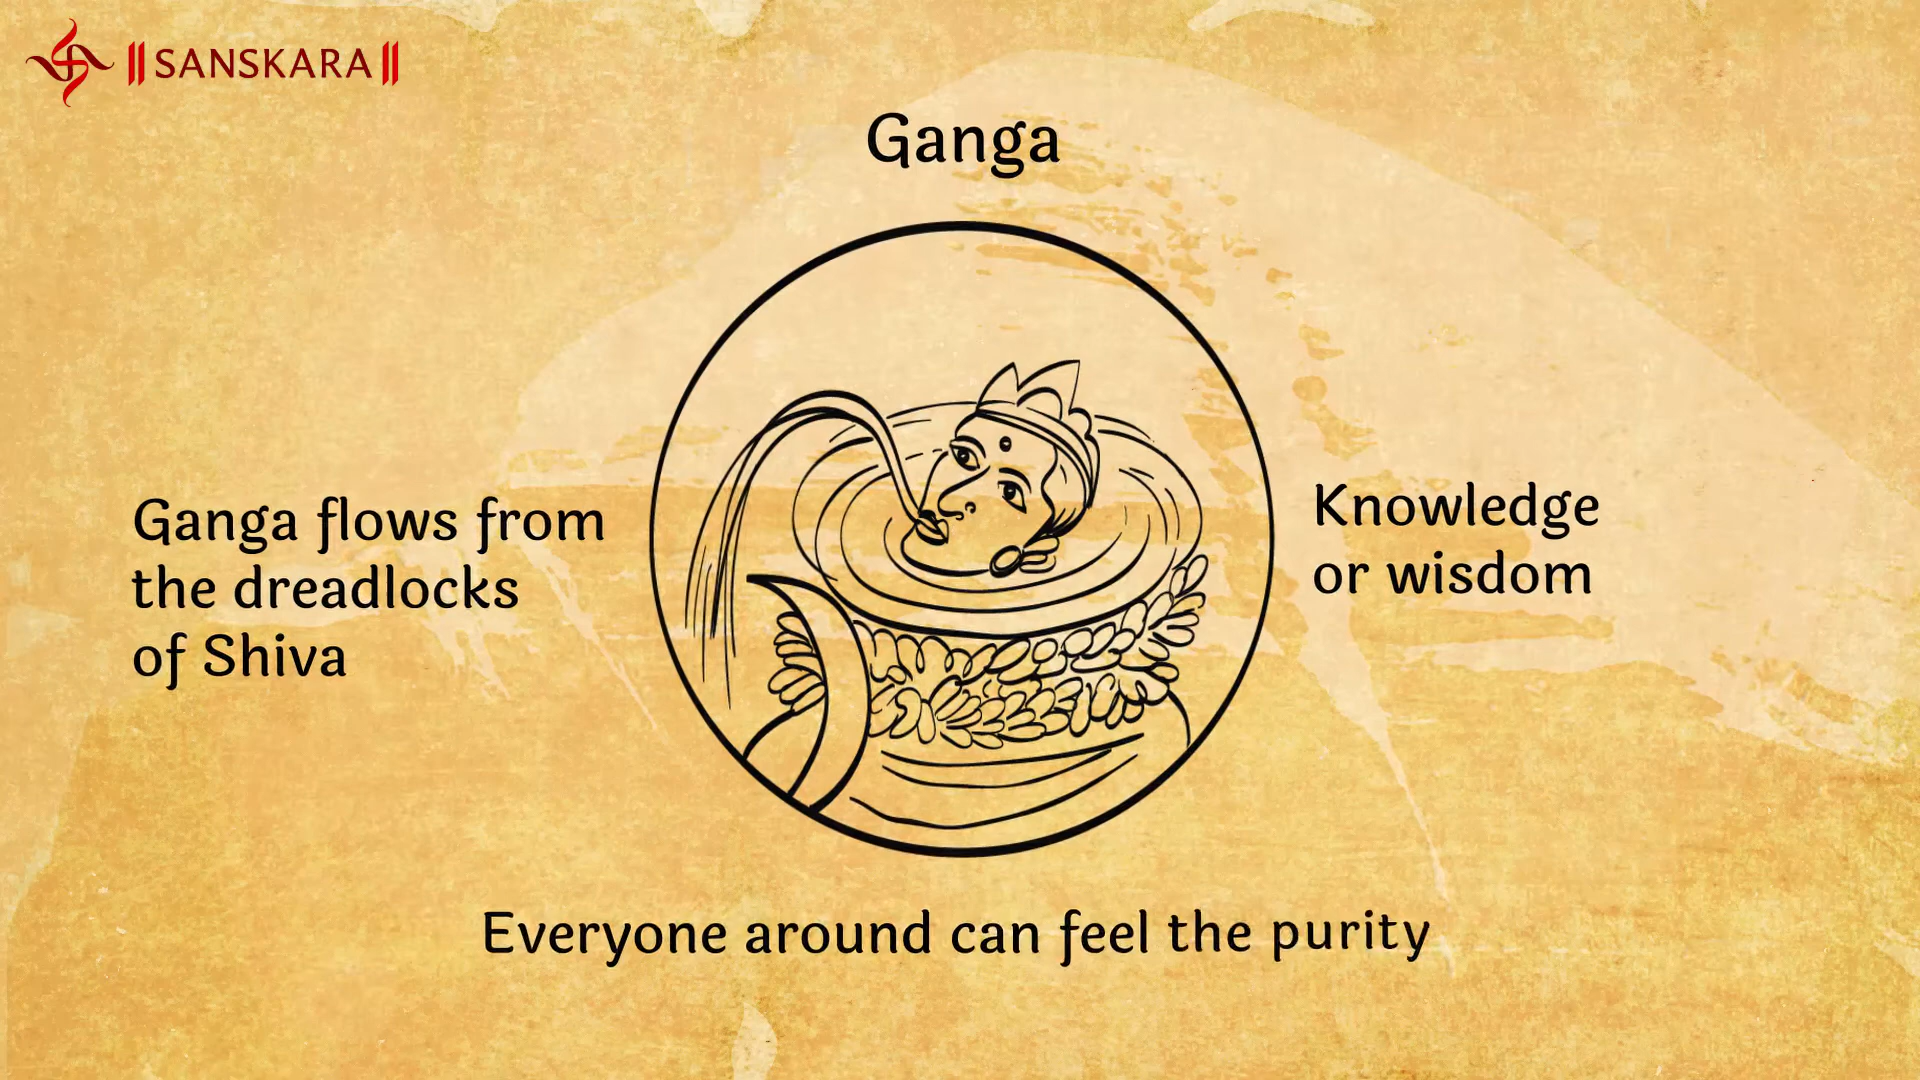 || SANSKARA ||
Ganga
Ganga flows from
the dreadlocks
of Shiva
Knowledge
or wisdom
Everyone around can feel the purity